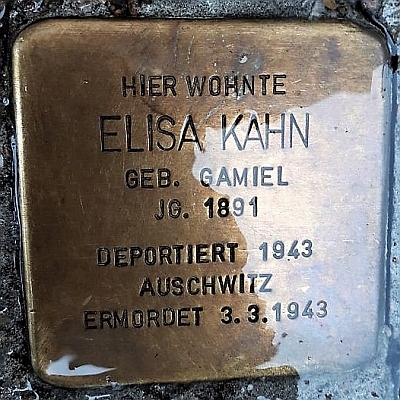 HIER WOHNTE
ELISA KAHN
GEB. GAMIEL
JG. 1891
DEPORTIERT 1943
AUSCHWITZ
ERMORDET 3.3.1943